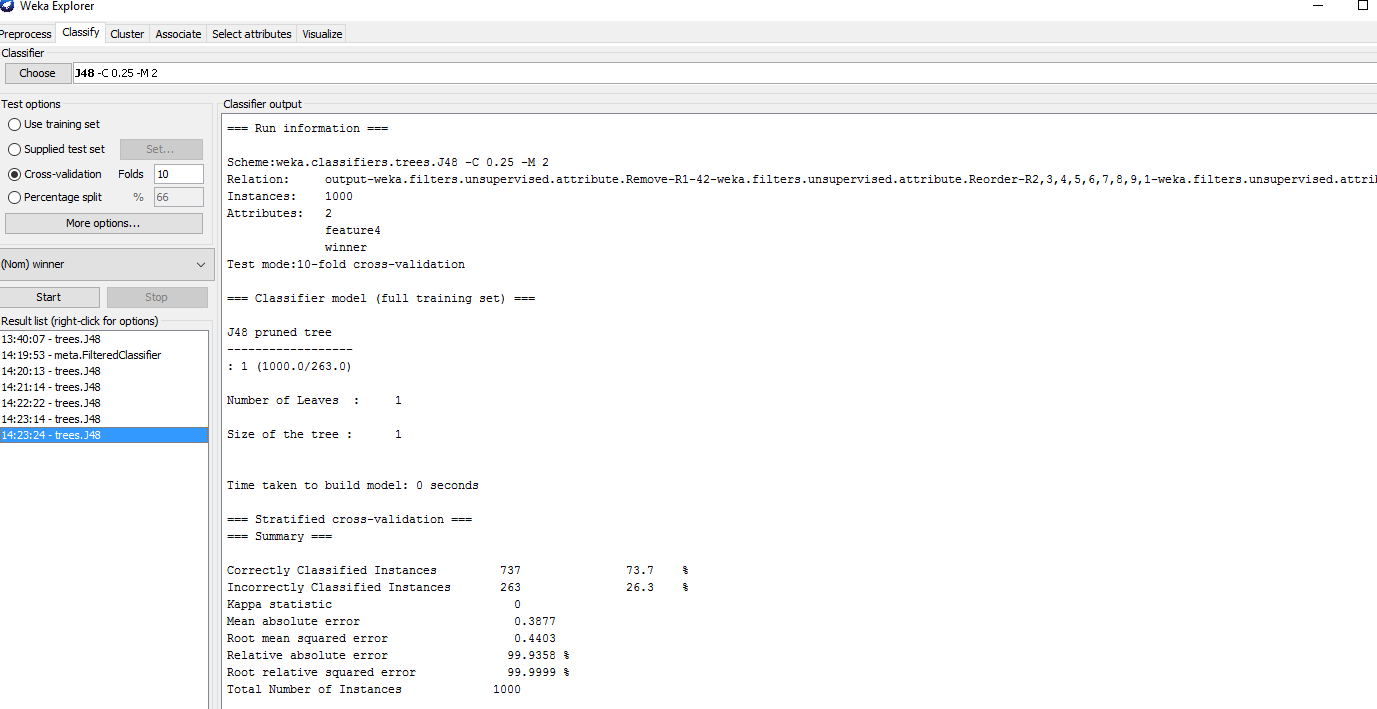 Weka Explorer
Preprocess Classify Cluster Associate Select attributes Visualize
Classifier
Choose J48 -C 0.25 -M 2
Test options
Use training set
Supplied test set Set...
Cross-validation Folds 10
Percentage split % 66
More options...
(Nom) winner
Start Stop
Result list (right-click for options)
13:40:07 - trees.J48
14:19:53 - meta.FilteredClassifier
14:20:13 - trees.J48
14:21:14 - trees.J48
14:22:22 - trees.J48
14:23:14 - trees.J48
14:23:24 - trees.J48
Classifier output
=== Run information ===
Scheme:weka.classifiers.trees.J48 -C 0.25 -M 2
Relation: output-weka.filters.unsupervised.attribute.Remove-R1-42-weka.filters.unsupervised.attribute.Reorder-R2,3,4,5,6,7,8,9,1-weka.filters.unsupervised.attri
Instances: 1000
Attributes: 2
feature4
winner
Test mode:10-fold cross-validation
=== Classifier model (full training set) ===
J48 pruned tree
------------------
: 1 (1000.0/263.0)
Number of Leaves : 1
Size of the tree : 1
Time taken to build model: 0 seconds
=== Stratified cross-validation ===
=== Summary ===
Correctly Classified Instances 737 73.7 %
Incorrectly Classified Instances 263 26.3 %
Kappa statistic 0
Mean absolute error 0.3877
Root mean squared error 0.4403
Relative absolute error 99.9358 %
Root relative squared error 99.9999 %
Total Number of Instances 1000